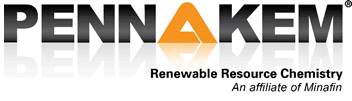 PENNAKEM®
Renewable Resource Chemistry
An affiliate of Minafin